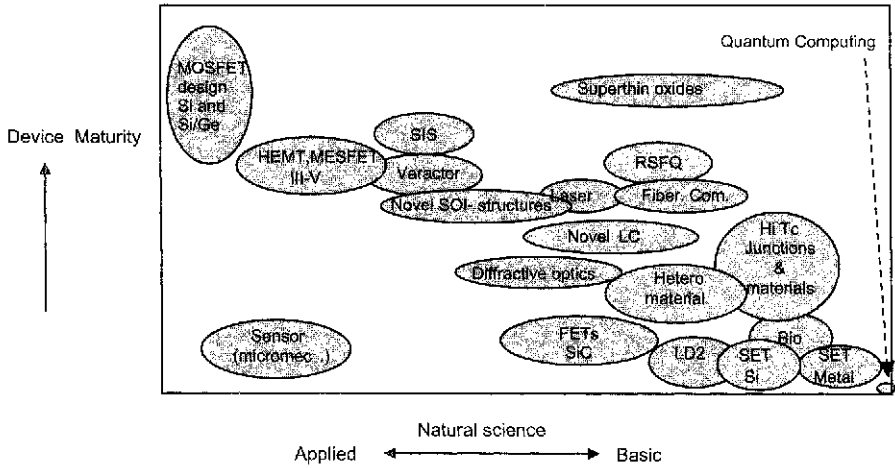 Quantum Computing
MOSFET
design
SI and
Si/Ge
Superthin oxides
Device Maturity
SIS
HEMT,MESFET
III-V
Varactor
RSFQ
Novel SOI- structures
Laser
Fiber. Com.
Novel LC
Hi Tc
Junctions
&
materials
Diffractive optics
Hetero
material
Sensor
(micromec..)
FETs
SiC
LD2
Bio
SET
Si
SET
Metal
Natural science
Applied
Basic